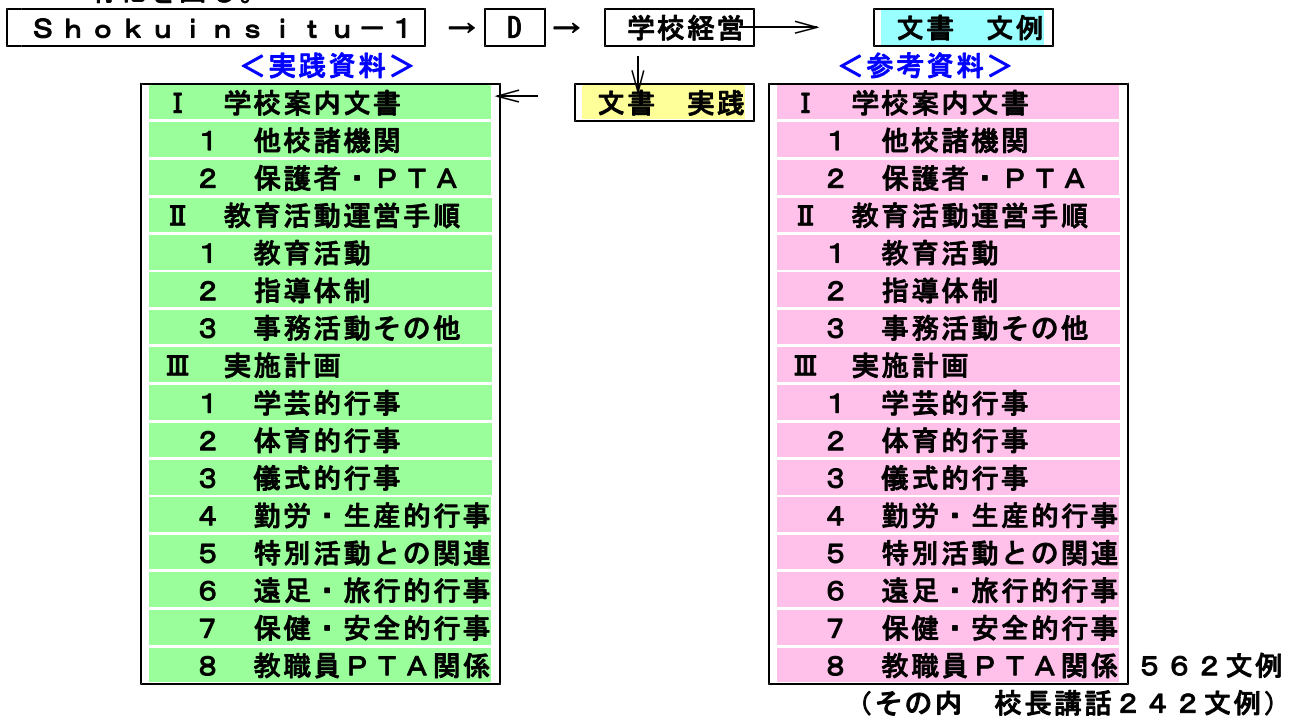 Ｓｈｏｋｕｉｎｓｉｔｕ－１ → Ｄ → 学校経営 → 文書　文例
＜実践資料＞ ＜参考資料＞
文書　実践
Ⅰ　学校案内文書
１　他校諸機関
２　保護者・ＰＴＡ
Ⅱ　教育活動運営手順
１　教育活動
２　指導体制
３　事務活動その他
Ⅲ　実施計画
１　学芸的行事
２　体育的行事
３　儀式的行事
４　勤労・生産的行事
５　特別活動との関連
６　遠足・旅行的行事
７　保健・安全的行事
８　教職員ＰＴＡ関係
Ⅰ　学校案内文書
１　他校諸機関
２　保護者・ＰＴＡ
Ⅱ　教育活動運営手順
１　教育活動
２　指導体制
３　事務活動その他
Ⅲ　実施計画
１　学芸的行事
２　体育的行事
３　儀式的行事
４　勤労・生産的行事
５　特別活動との関連
６　遠足・旅行的行事
７　保健・安全的行事
８　教職員ＰＴＡ関係
５６２文例
（その内　校長講話２４２文例）